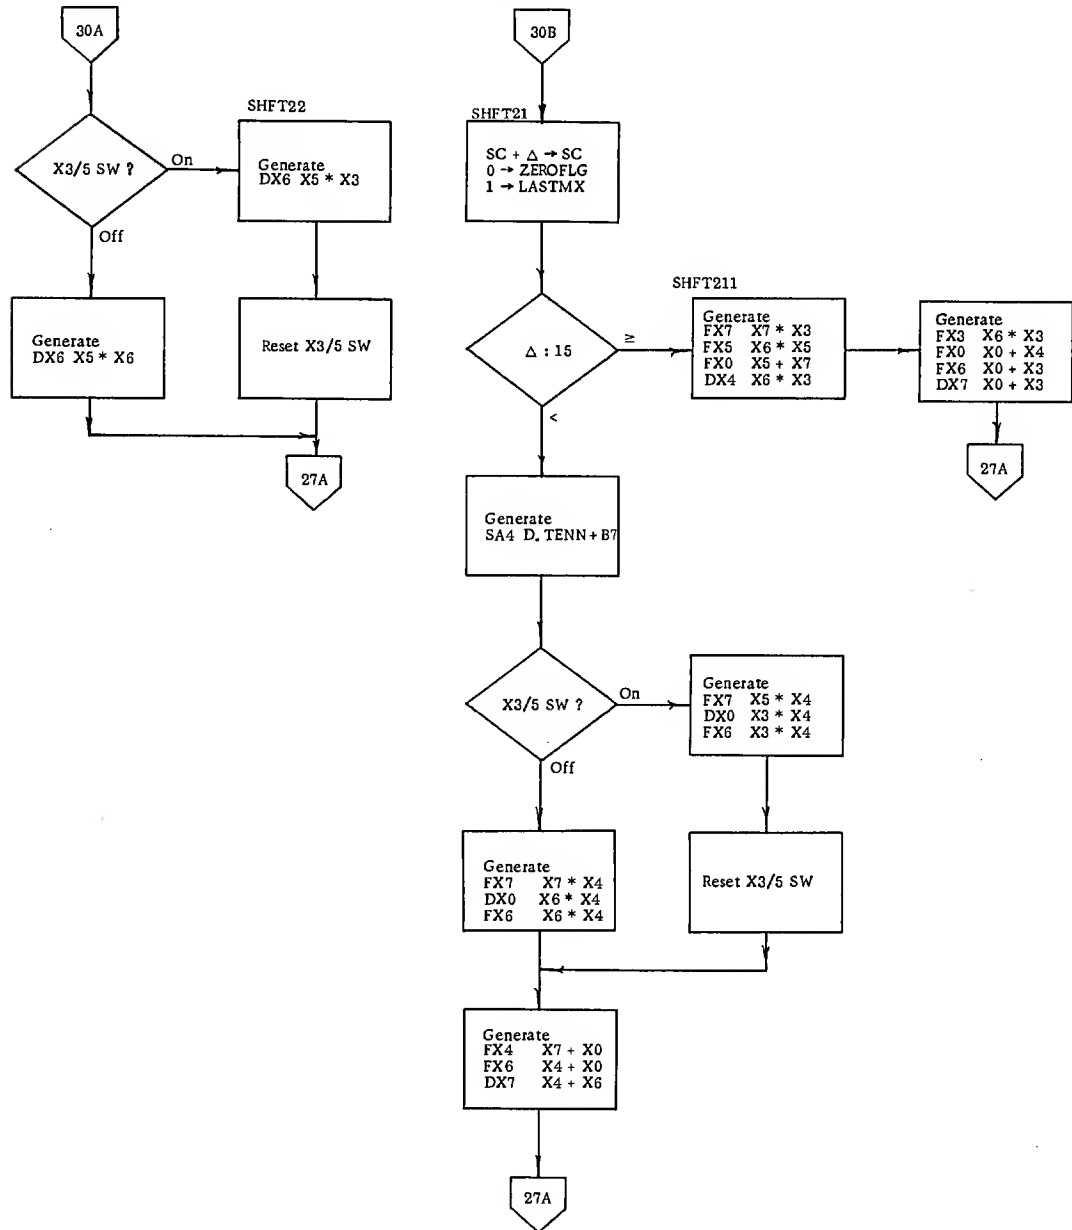 30A
X3/5 SW ?
On
Off
SHFT22
Generate
DX6 X5 * X3
Generate
DX6 X5 * X6
Reset X3/5 SW
27A
30B
SHFT21
SC + Δ → SC
0 → ZEROFLG
1 → LASTMX
Δ : 15
≥
<
SHFT211
Generate
FX7 X7 * X3
FX5 X6 * X5
FX0 X5 + X7
DX4 X6 * X3
Generate
FX3 X6 * X3
FX0 X0 + X4
FX6 X0 + X3
DX7 X0 + X3
27A
Generate
SA4 D. TENN + B7
X3/5 SW ?
On
Off
Generate
FX7 X5 * X4
DX0 X3 * X4
FX6 X3 * X4
Generate
FX7 X7 * X4
DX0 X6 * X4
FX6 X6 * X4
Reset X3/5 SW
Generate
FX4 X7 + X0
FX6 X4 + X0
DX7 X4 + X6
27A